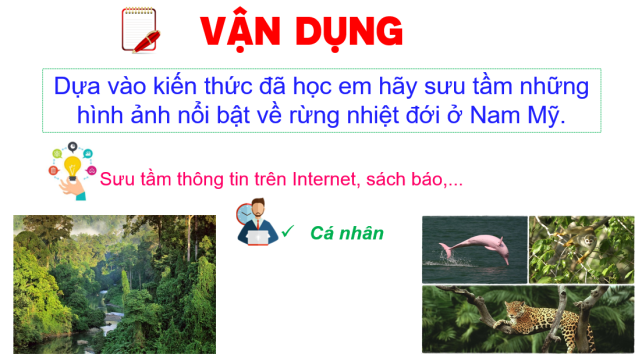 VẬN DỤNG
Dựa vào kiến thức đã học em hãy sưu tầm những
hình ảnh nổi bật về rừng nhiệt đới ở Nam Mỹ.
Sưu tầm thông tin trên Internet, sách báo,...
✓ Cá nhân